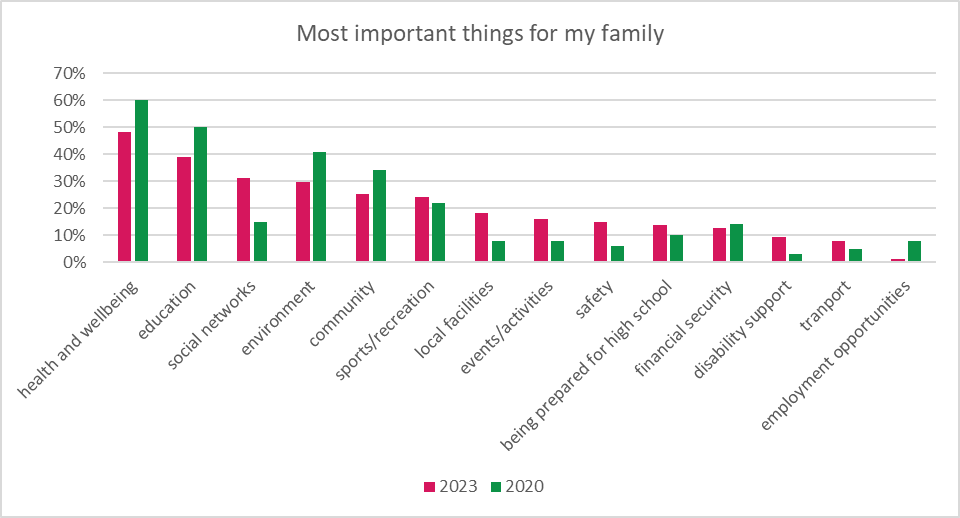 Most important things for my family
70%
60%
50%
40%
30%
20%
10%
0%
health and wellbeing
education
social networks
environment
community
sports/recreation
local facilities
events/activities
safety
being prepared for high school
financial security
disability support
tranport
employment opportunities
2023 2020